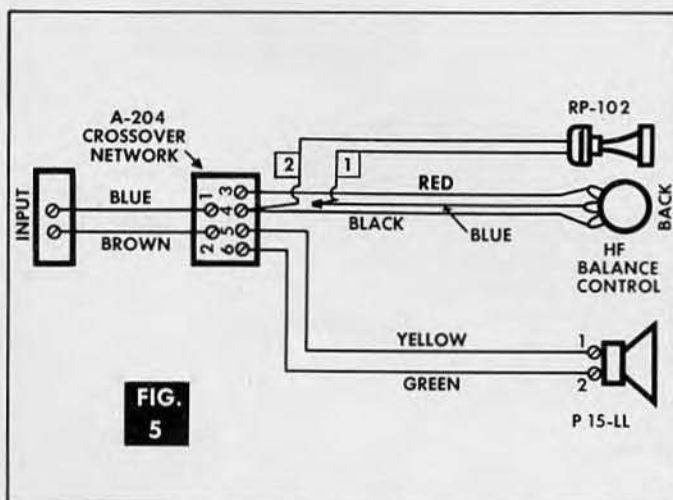 A-204
CROSSOVER
NETWORK
RP-102
2
1
RED
3
1
4
INPUT
BLUE
BLACK
BLUE
BACK
BROWN
2
5
6
HF
BALANCE
CONTROL
YELLOW
1
GREEN
2
FIG.
5
P 15-LL